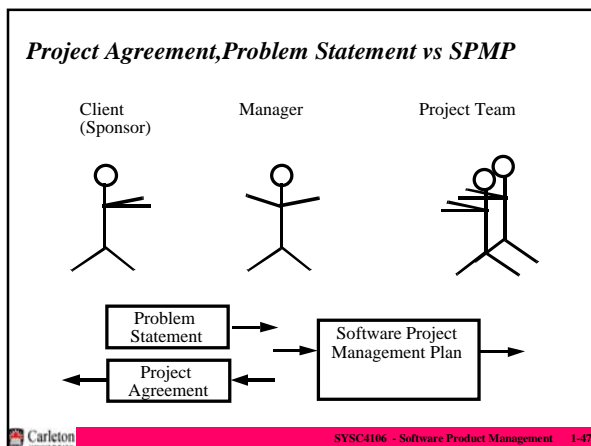 Project Agreement,Problem Statement vs SPMP
Client
(Sponsor)
Manager
Project Team
Problem
Statement
Project
Agreement
Software Project
Management Plan
Carleton
SYSC4106 - Software Product Management 1-47